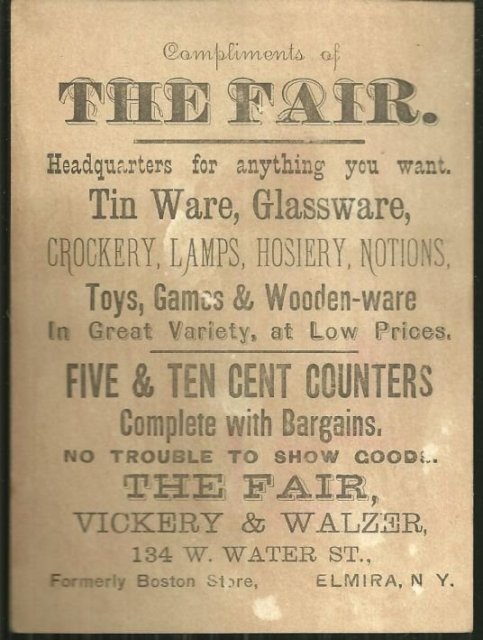 Compliments of
THE FAIR.
Headquarters for anything you want.
Tin Ware, Glassware,
CROCKERY, LAMPS, HOSIERY, NOTIONS,
Toys, Games & Wooden-ware
In Great Variety, at Low Prices.
FIVE & TEN CENT COUNTERS
Complete with Bargains.
NO TROUBLE TO SHOW GOODS.
THE FAIR,
VICKERY & WALZER,
134 W. WATER ST.,
Formerly Boston Store, ELMIRA, N Y.